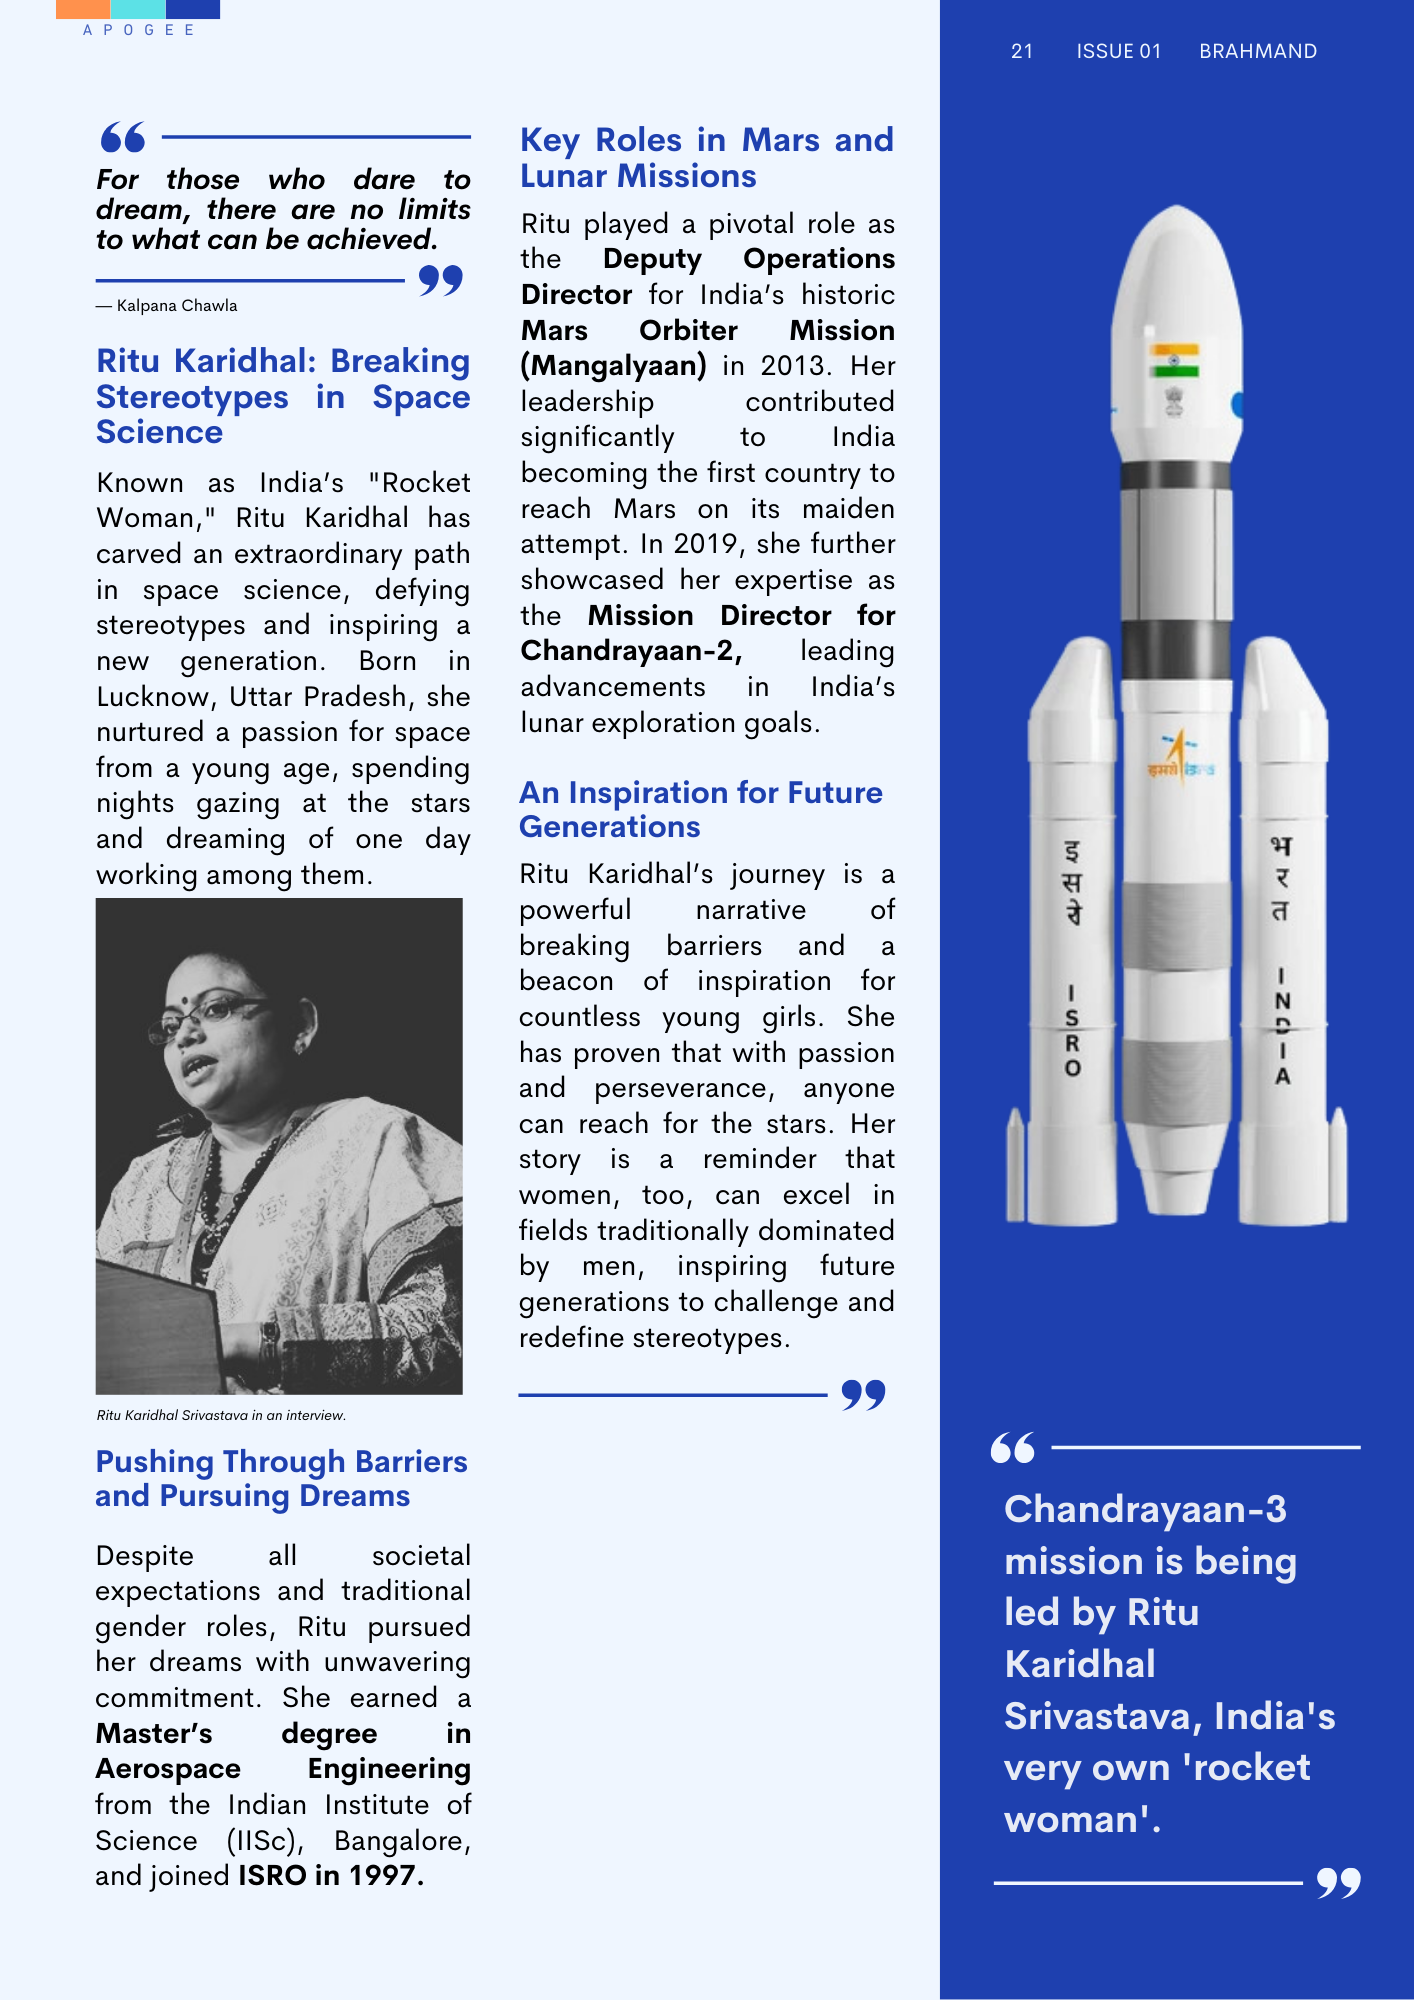 APOGEE
21 ISSUE 01 BRAHMAND
“
For those who dare to
dream, there are no limits
to what can be achieved.
”
— Kalpana Chawla
Ritu Karidhal: Breaking
Stereotypes in Space
Science
Known as India’s "Rocket
Woman," Ritu Karidhal has
carved an extraordinary path
in space science, defying
stereotypes and inspiring a
new generation. Born in
Lucknow, Uttar Pradesh, she
nurtured a passion for space
from a young age, spending
nights gazing at the stars
and dreaming of one day
working among them.
Ritu Karidhal Srivastava in an interview.
Pushing Through Barriers
and Pursuing Dreams
Despite all societal
expectations and traditional
gender roles, Ritu pursued
her dreams with unwavering
commitment. She earned a
Master’s degree in
Aerospace Engineering
from the Indian Institute of
Science (IISc), Bangalore,
and joined ISRO in 1997.
Key Roles in Mars and
Lunar Missions
Ritu played a pivotal role as
the Deputy Operations
Director for India’s historic
Mars Orbiter Mission
(Mangalyaan) in 2013. Her
leadership contributed
significantly to India
becoming the first country to
reach Mars on its maiden
attempt. In 2019, she further
showcased her expertise as
the Mission Director for
Chandrayaan-2, leading
advancements in India’s
lunar exploration goals.
An Inspiration for Future
Generations
Ritu Karidhal’s journey is a
powerful narrative of
breaking barriers and a
beacon of inspiration for
countless young girls. She
has proven that with passion
and perseverance, anyone
can reach for the stars. Her
story is a reminder that
women, too, can excel in
fields traditionally dominated
by men, inspiring future
generations to challenge and
redefine stereotypes.
”
इसरो
इसरो
ISRO
भारत
INDIA
“
Chandrayaan-3
mission is being
led by Ritu
Karidhal
Srivastava, India's
very own 'rocket
woman'.
”